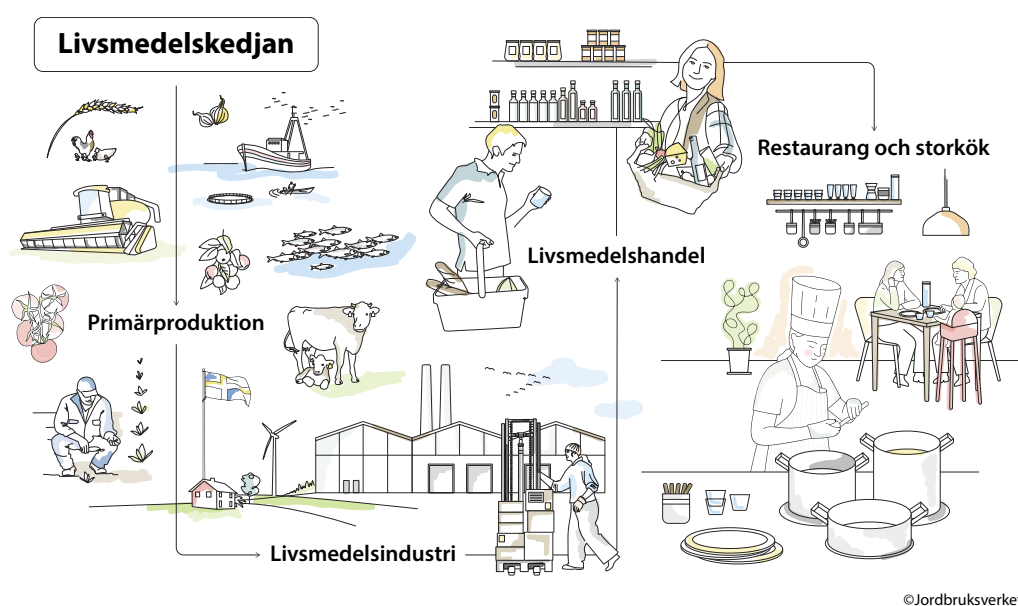 Livsmedelskedjan
Restaurang och storkök
Livsmedelshandel
Primärproduktion
Livsmedelsindustri
©Jordbruksverket